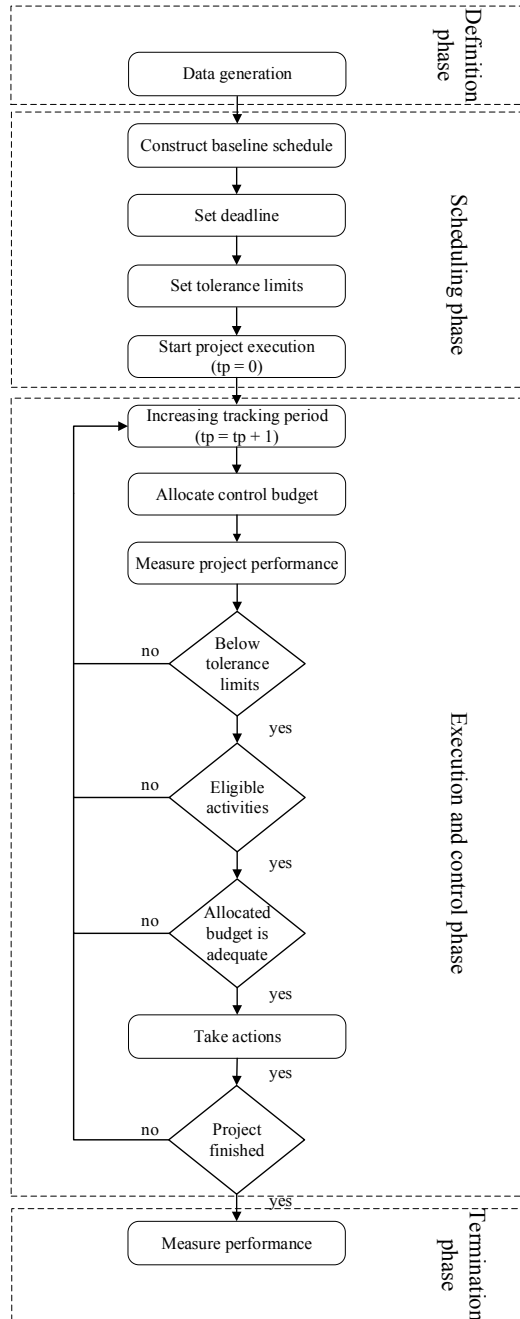 Definition
phase
Data generation
Scheduling phase
Construct baseline schedule
Set deadline
Set tolerance limits
Start project execution
(tp = 0)
Execution and control phase
Increasing tracking period
(tp = tp + 1)
Allocate control budget
Measure project performance
Below
tolerance
limits
no
yes
Eligible
activities
no
yes
Allocated
budget is
adequate
no
yes
Take actions
yes
Project
finished
no
yes
Termination
phase
Measure performance